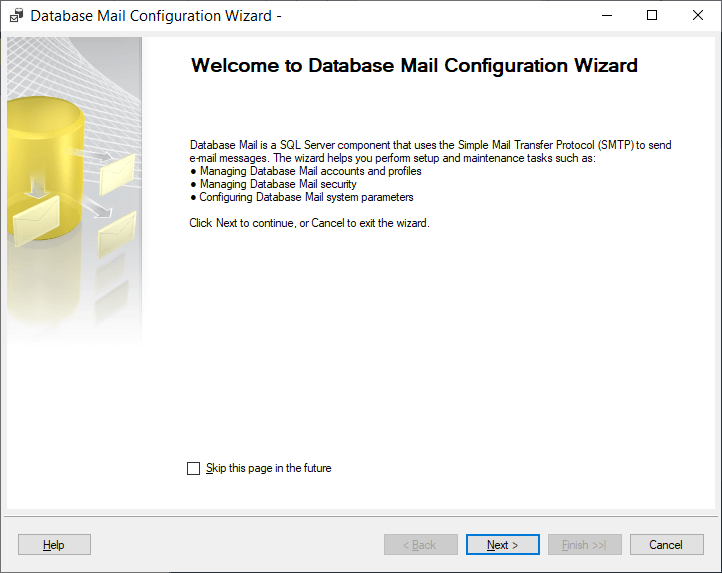 Database Mail Configuration Wizard -
Welcome to Database Mail Configuration Wizard
Database Mail is a SQL Server component that uses the Simple Mail Transfer Protocol (SMTP) to send
e-mail messages. The wizard helps you perform setup and maintenance tasks such as:
● Managing Database Mail accounts and profiles
● Managing Database Mail security
● Configuring Database Mail system parameters
Click Next to continue, or Cancel to exit the wizard.
Skip this page in the future
Help
< Back
Next >
Finish >>|
Cancel